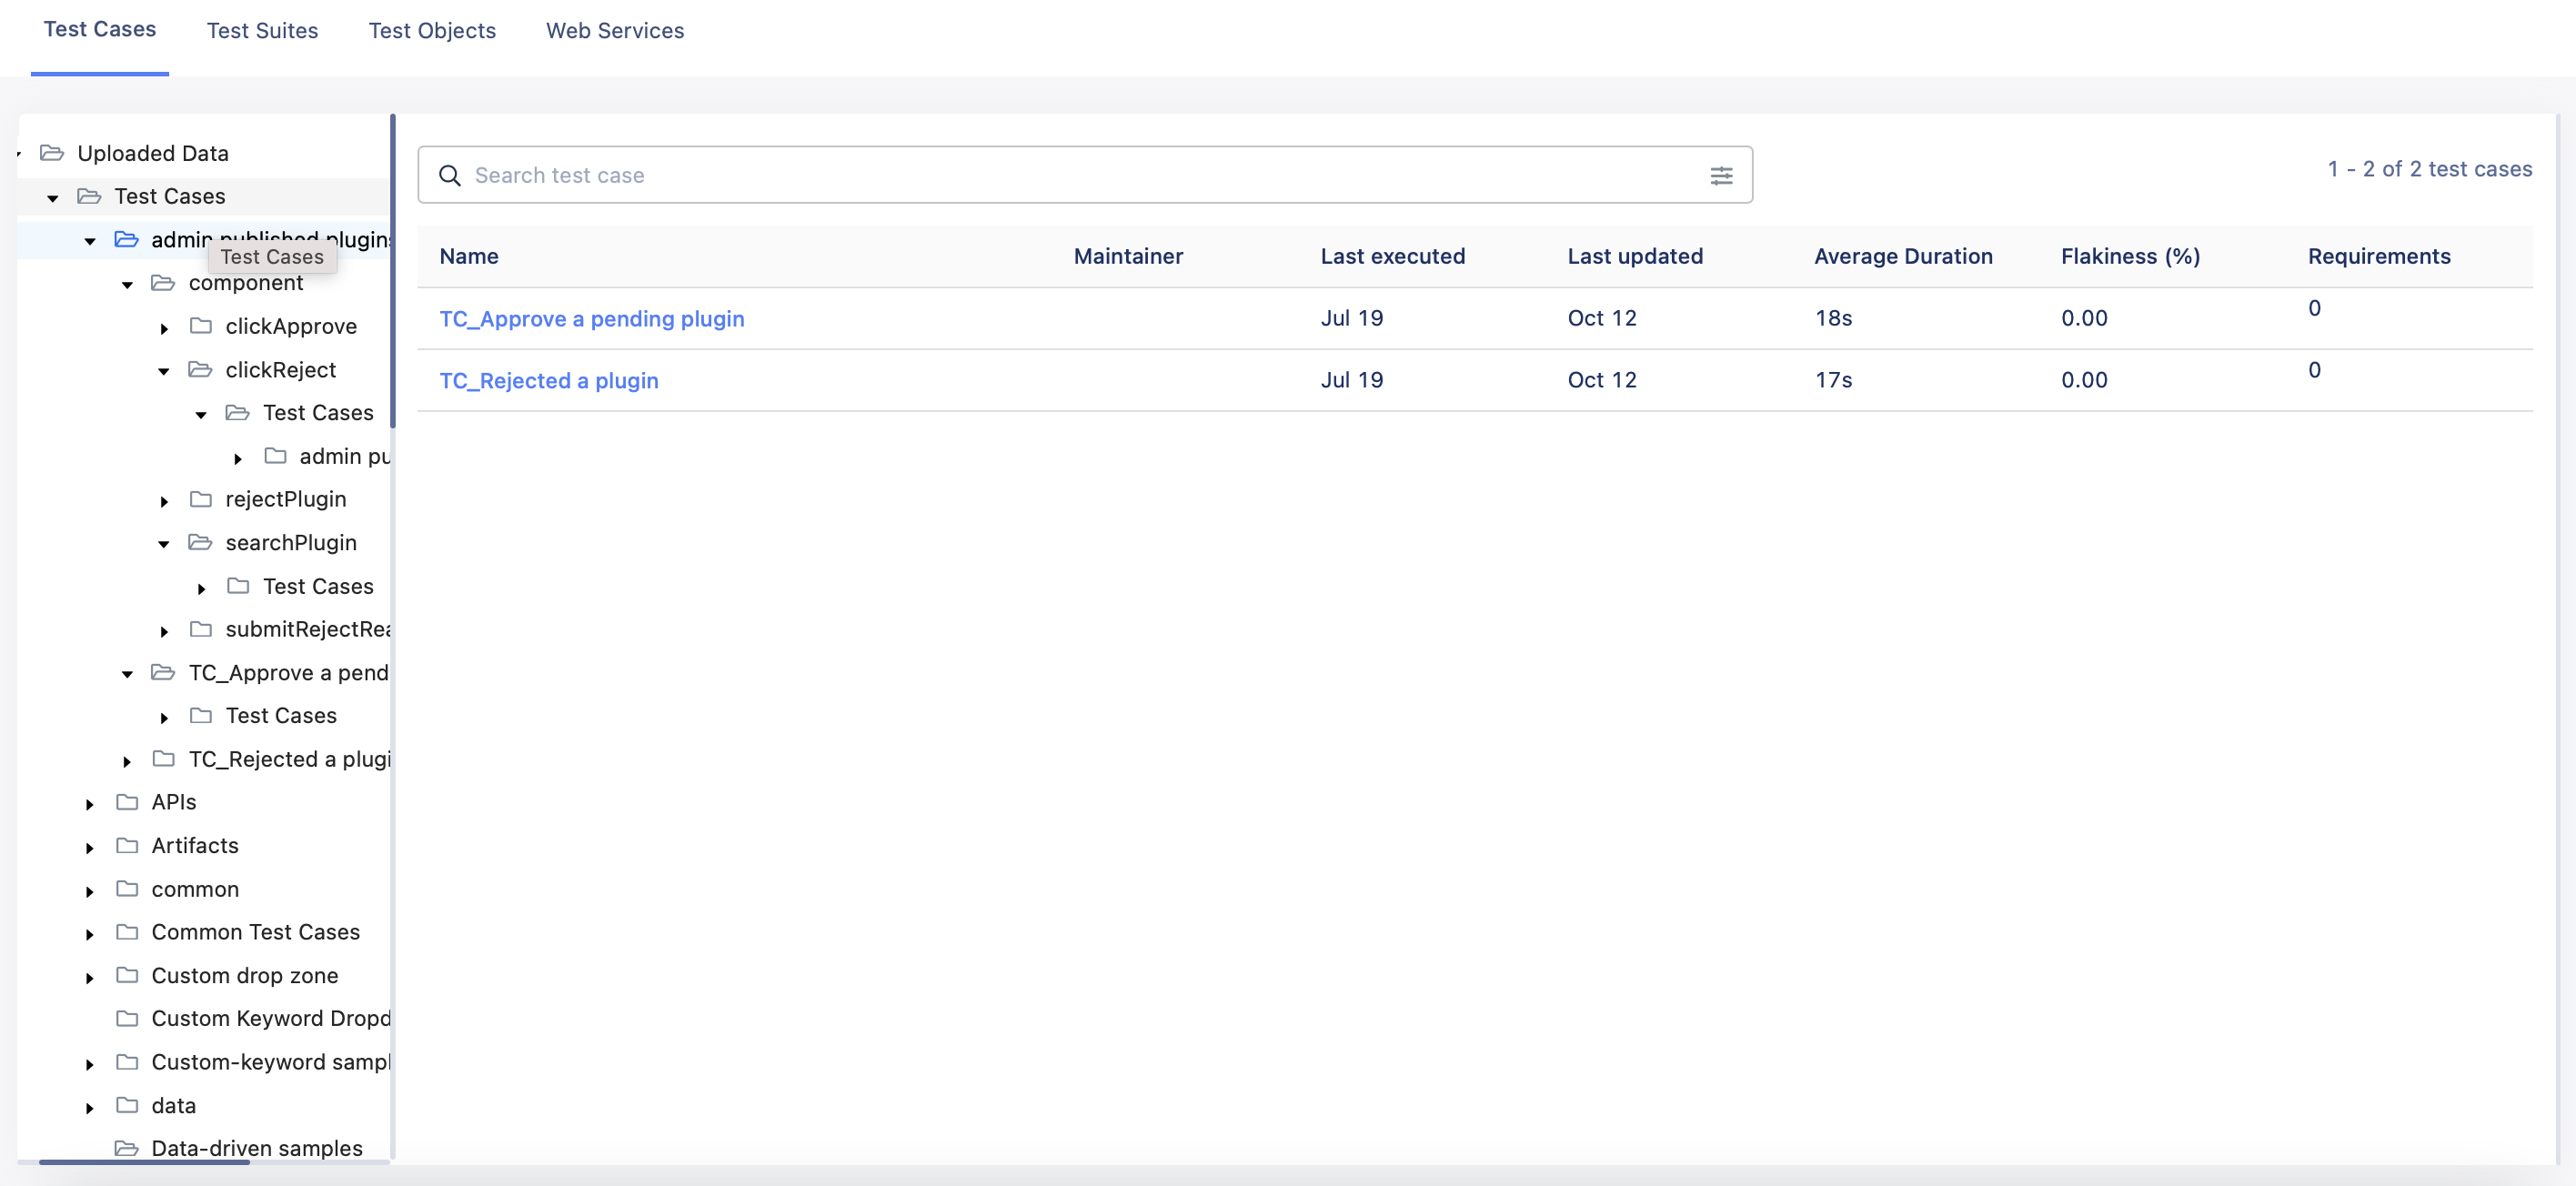 Test Cases Test Suites Test Objects Web Services
Uploaded Data
Test Cases
admin published plugins
Test Cases
component
clickApprove
clickReject
Test Cases
admin pu
rejectPlugin
searchPlugin
Test Cases
submitRejectRea
TC_Approve a pend
Test Cases
TC_Rejected a plugi
APIs
Artifacts
common
Common Test Cases
Custom drop zone
Custom Keyword Dropd
Custom-keyword sampl
data
Data-driven samples
Search test case
1 - 2 of 2 test cases
Name Maintainer Last executed Last updated Average Duration Flakiness (%) Requirements
TC_Approve a pending plugin Jul 19 Oct 12 18s 0.00 0
TC_Rejected a plugin Jul 19 Oct 12 17s 0.00 0